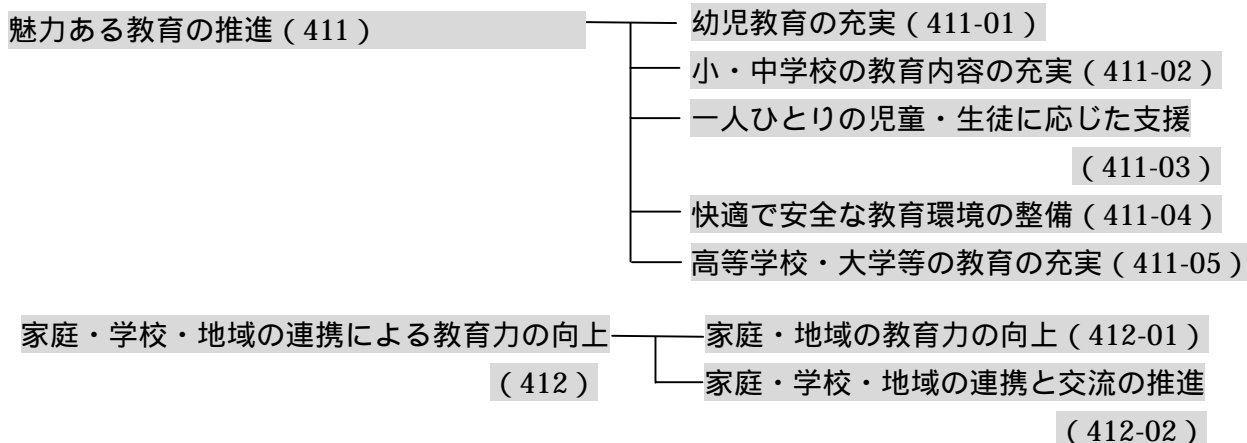 魅力ある教育の推進（411）
幼児教育の充実（411-01）
小・中学校の教育内容の充実（411-02）
一人ひとりの児童・生徒に応じた支援
（411-03）
快適で安全な教育環境の整備（411-04）
高等学校・大学等の教育の充実（411-05）
家庭・学校・地域の連携による教育力の向上
（412）
家庭・地域の教育力の向上（412-01）
家庭・学校・地域の連携と交流の推進
（412-02）